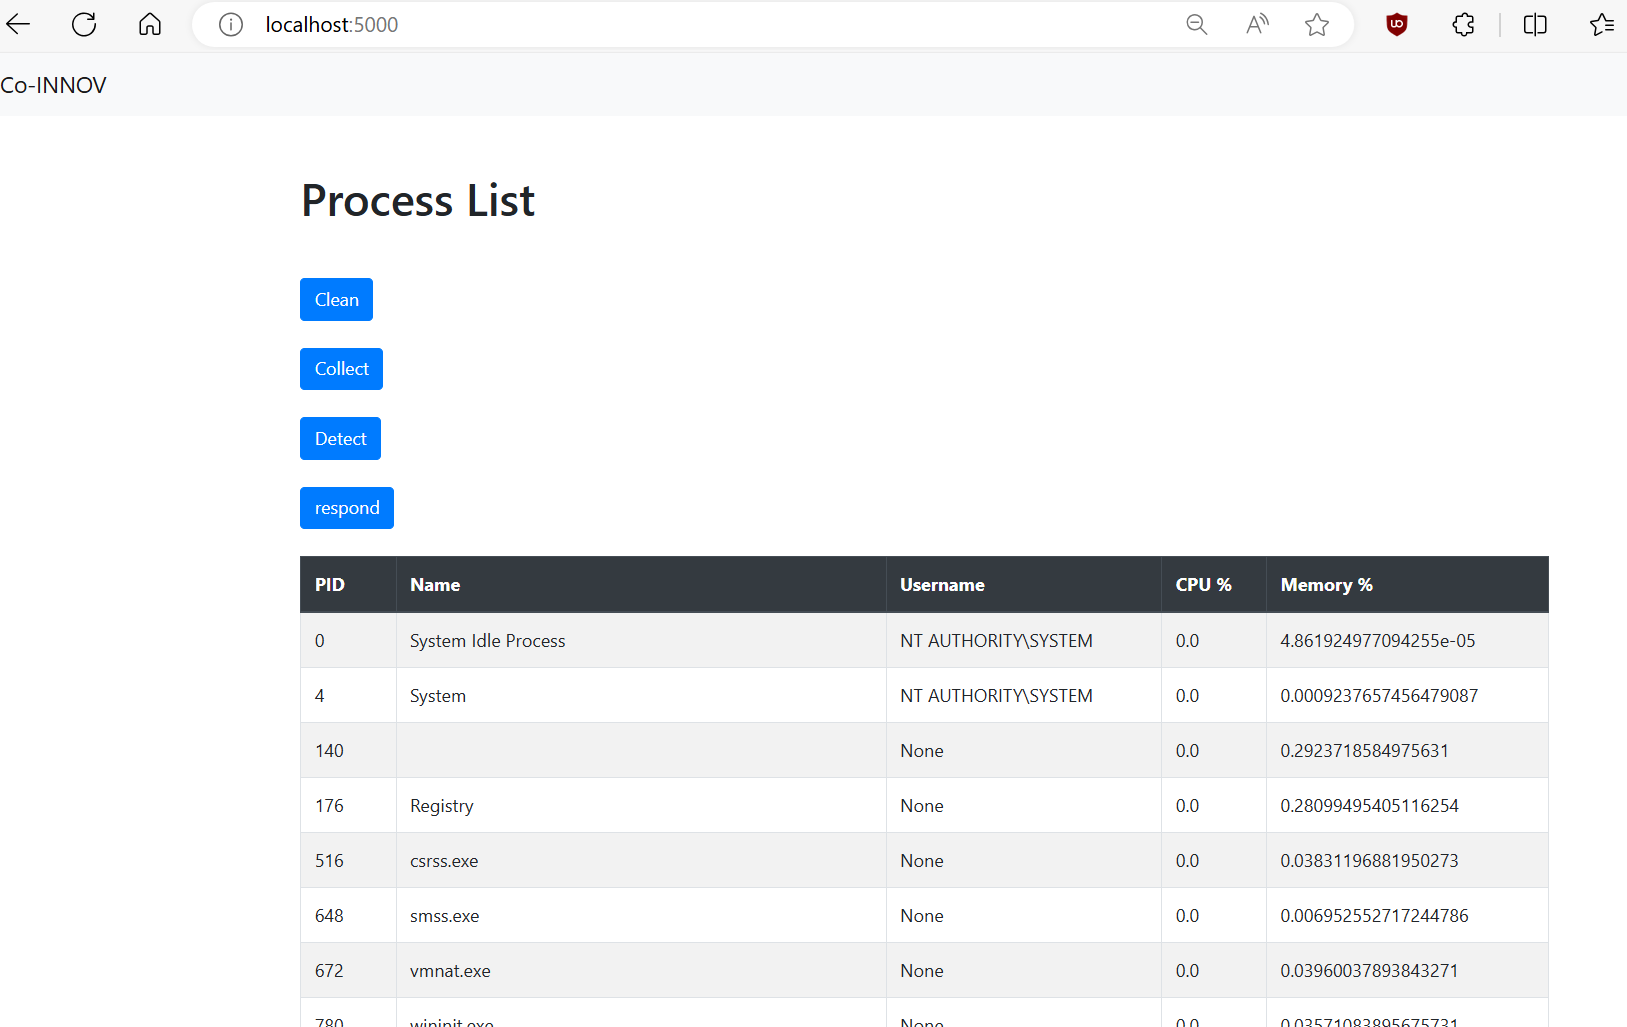 localhost:5000
Co-INNOV
Process List
Clean
Collect
Detect
respond
PID Name Username CPU % Memory %
0 System Idle Process NT AUTHORITY\SYSTEM 0.0 4.861924977094255e-05
4 System NT AUTHORITY\SYSTEM 0.0 0.0009237657456479087
140 None 0.0 0.2923718584975631
176 Registry None 0.0 0.28099495405116254
516 csrss.exe None 0.0 0.03831196881950273
648 smss.exe None 0.0 0.006952552717244786
672 vmnat.exe None 0.0 0.03960037893843271
780 wininit.exe None 0.0 0.03571083895675731